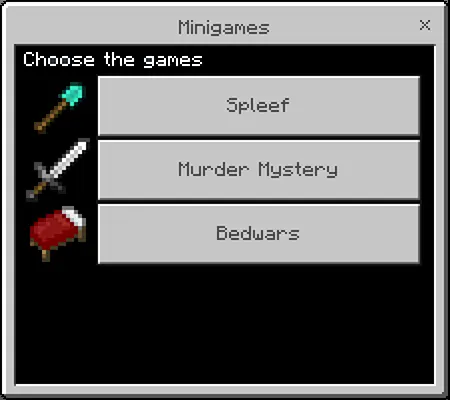 Minigames
Choose the games
Spleef
Murder Mystery
Bedwars